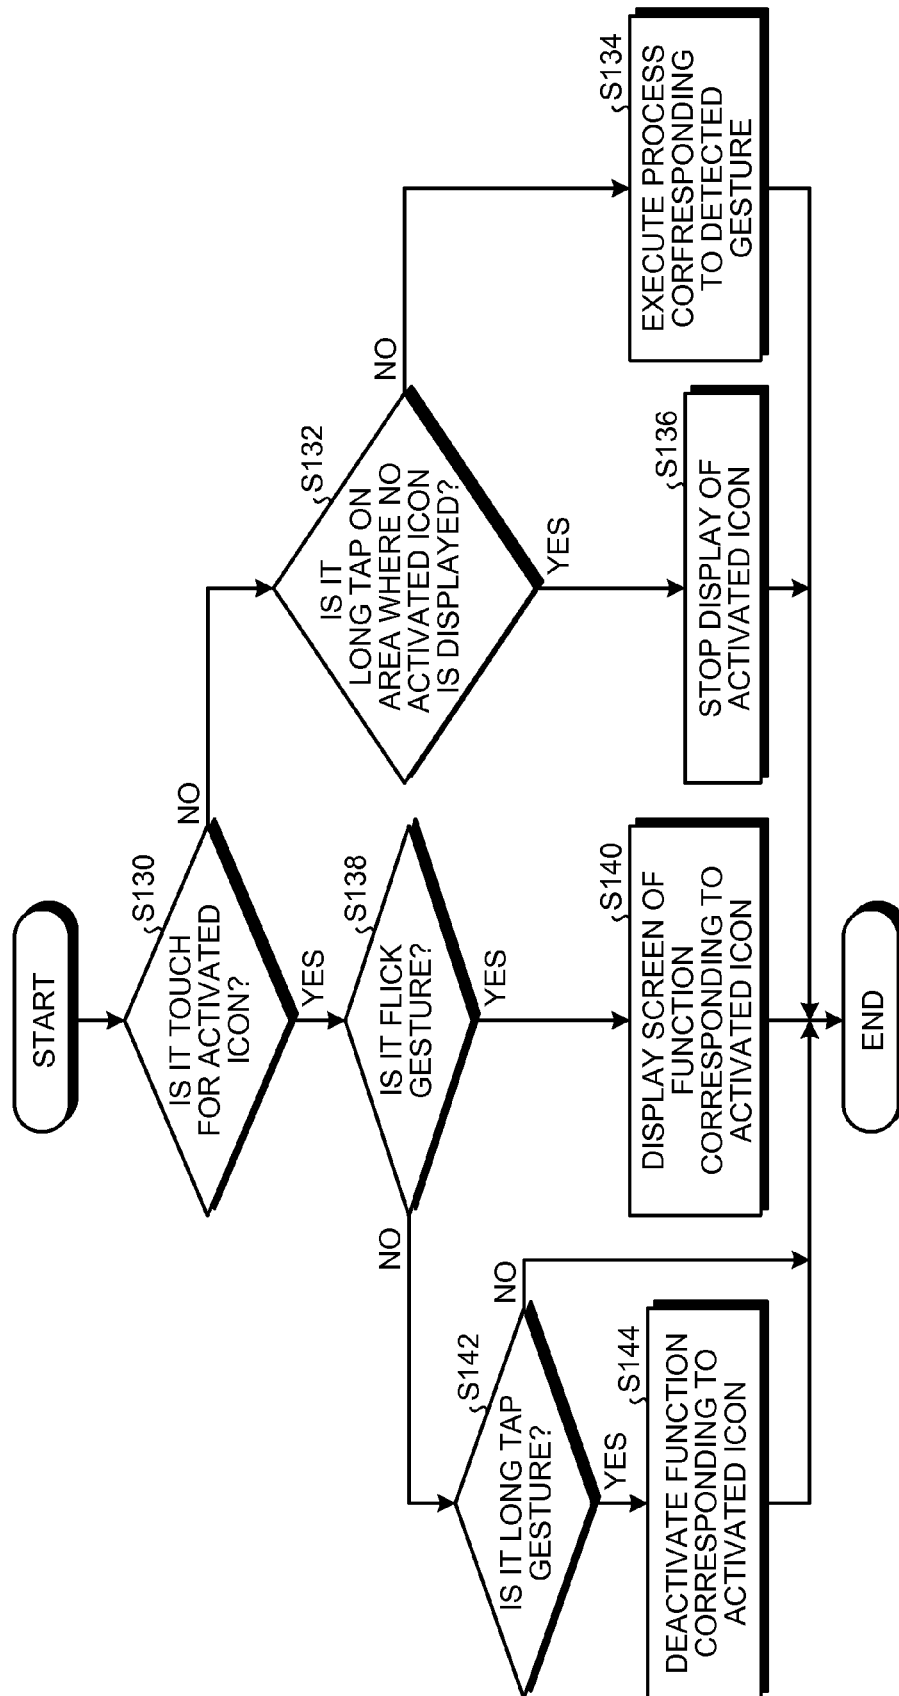 START
S130
IS IT TOUCH
FOR ACTIVATED
ICON?
NO
YES
S132
IS IT
LONG TAP ON
AREA WHERE NO
ACTIVATED ICON
IS DISPLAYED?
NO
YES
S134
EXECUTE PROCESS
CORFRESPONDING
TO DETECTED
GESTURE
S136
STOP DISPLAY OF
ACTIVATED ICON
S138
IS IT FLICK
GESTURE?
NO
YES
S140
DISPLAY SCREEN OF
FUNCTION
CORRESPONDING TO
ACTIVATED ICON
S142
IS IT LONG TAP
GESTURE?
NO
YES
S144
DEACTIVATE FUNCTION
CORRESPONDING TO
ACTIVATED ICON
END